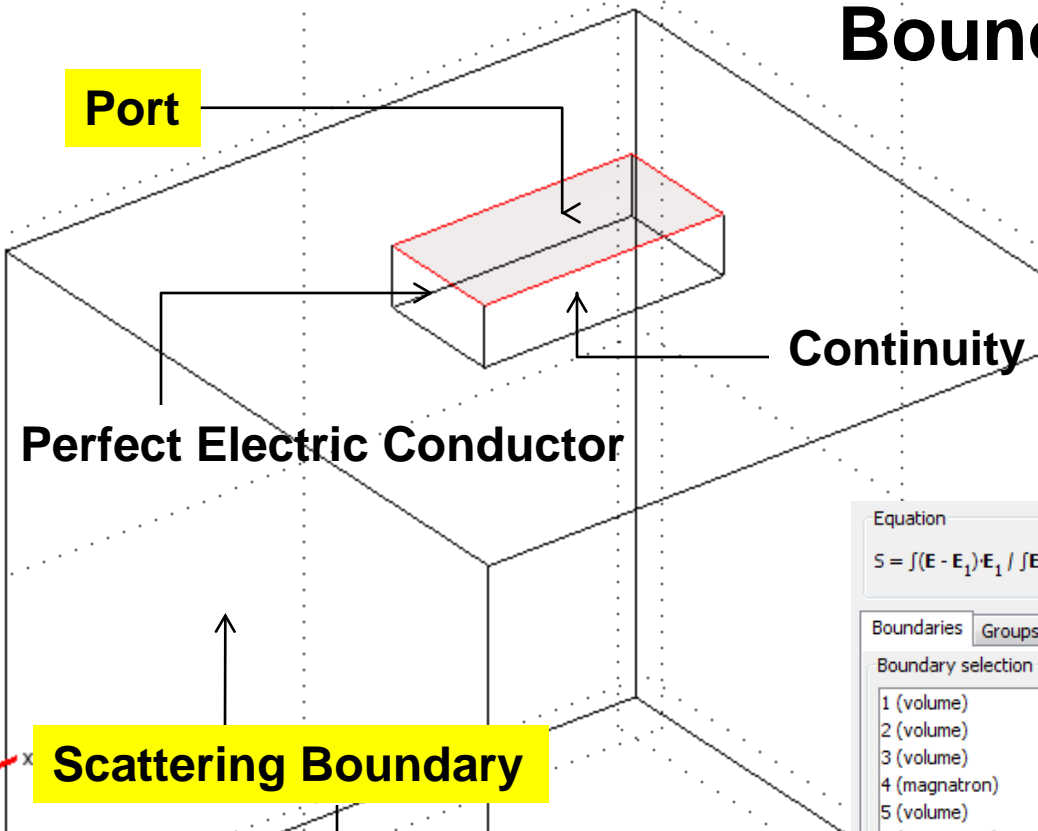 Bound
Port
Continuity
Perfect Electric Conductor
Equation
S = ∫(E - E₁)·E₁ / ∫E
Boundaries Groups
Boundary selection
1 (volume)
2 (volume)
3 (volume)
4 (magnatron)
5 (volume)
x
Scattering Boundary